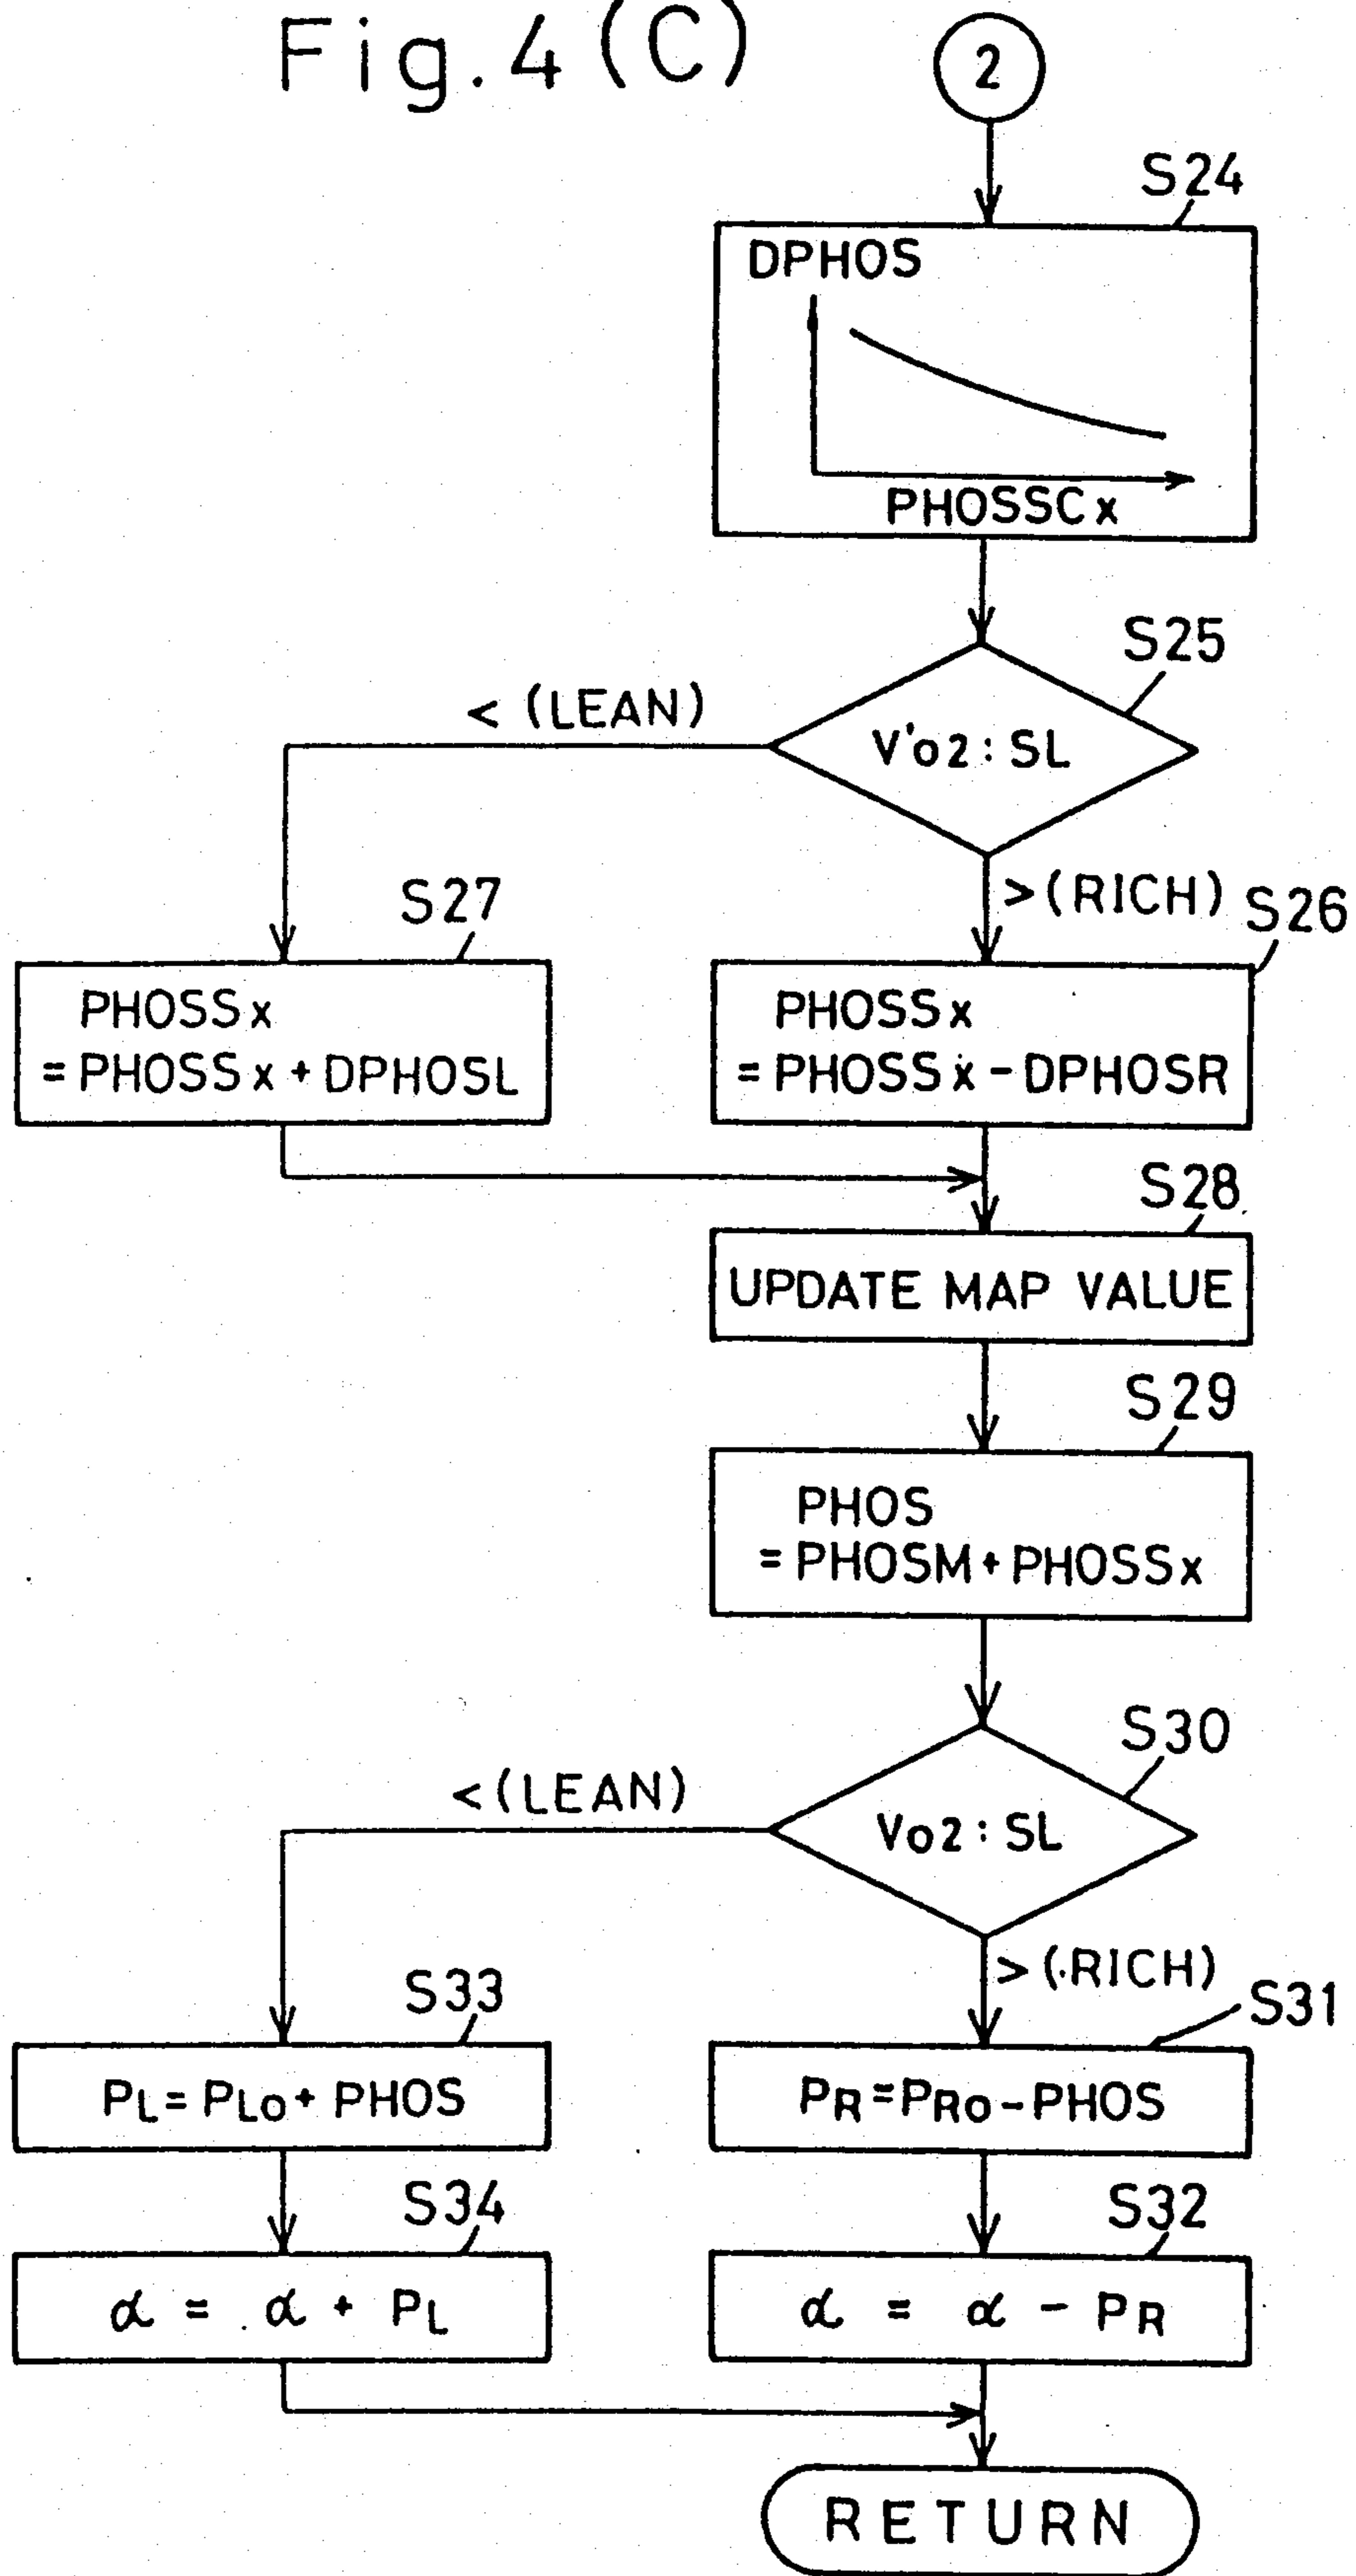 Fig. 4 (C)
2
S24
DPHOS
PHOSSCx
S25
< (LEAN)
V'o2 : SL
> (RICH)
S27
S26
PHOSSx
= PHOSSx + DPHOSL
PHOSSx
= PHOSSx - DPHOSR
S28
UPDATE MAP VALUE
S29
PHOS
= PHOSM + PHOSSx
S30
< (LEAN)
Vo2 : SL
> (RICH)
S33
S31
PL = PLo + PHOS
PR = PRo - PHOS
S34
S32
α = α + PL
α = α - PR
RETURN